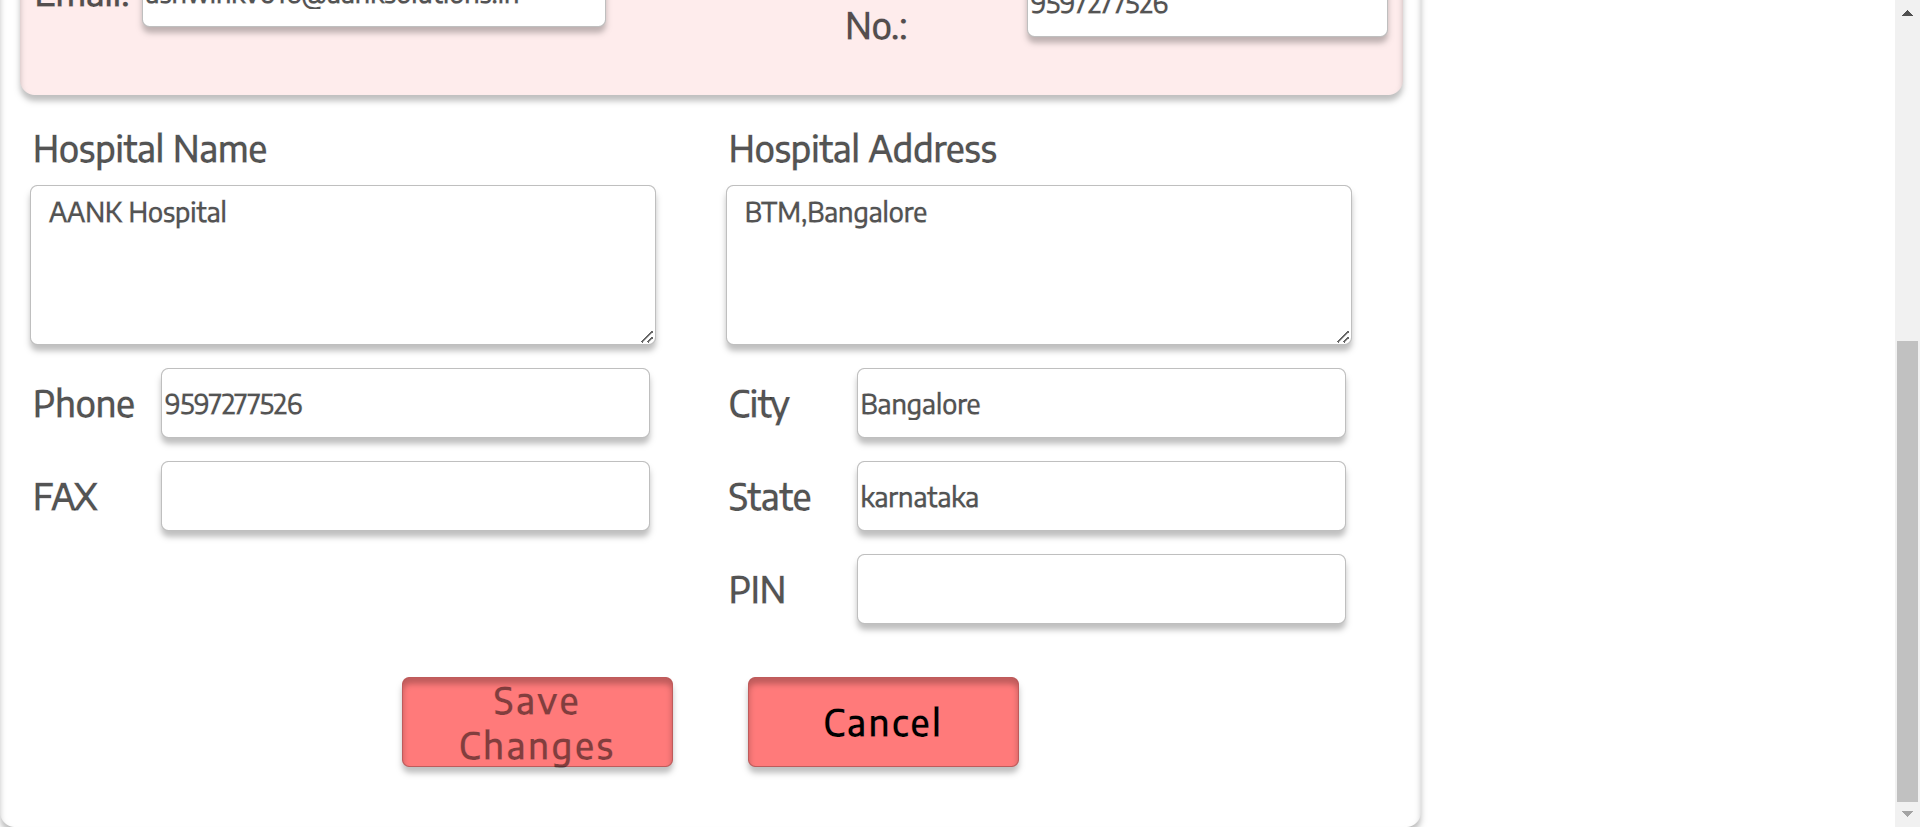 Email:
No.:
9597277526
Hospital Name
Hospital Address
AANK Hospital
BTM,Bangalore
Phone
9597277526
City
Bangalore
FAX
State
karnataka
PIN
Save
Changes
Cancel